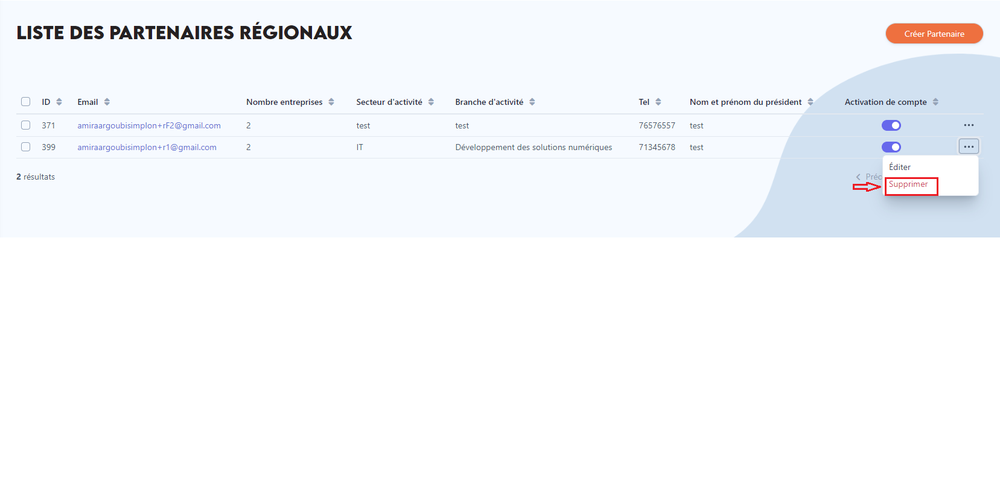 LISTE DES PARTENAIRES RÉGIONAUX
Créer Partenaire
ID Email Nombre entreprises Secteur d'activité Branche d'activité Tel Nom et prénom du président Activation de compte
371 amiraargoubisimplon+rF2@gmail.com 2 test test 76576557 test
399 amiraargoubisimplon+r1@gmail.com 2 IT Développement des solutions numériques 71345678 test
2 résultats
Éditer
Supprimer